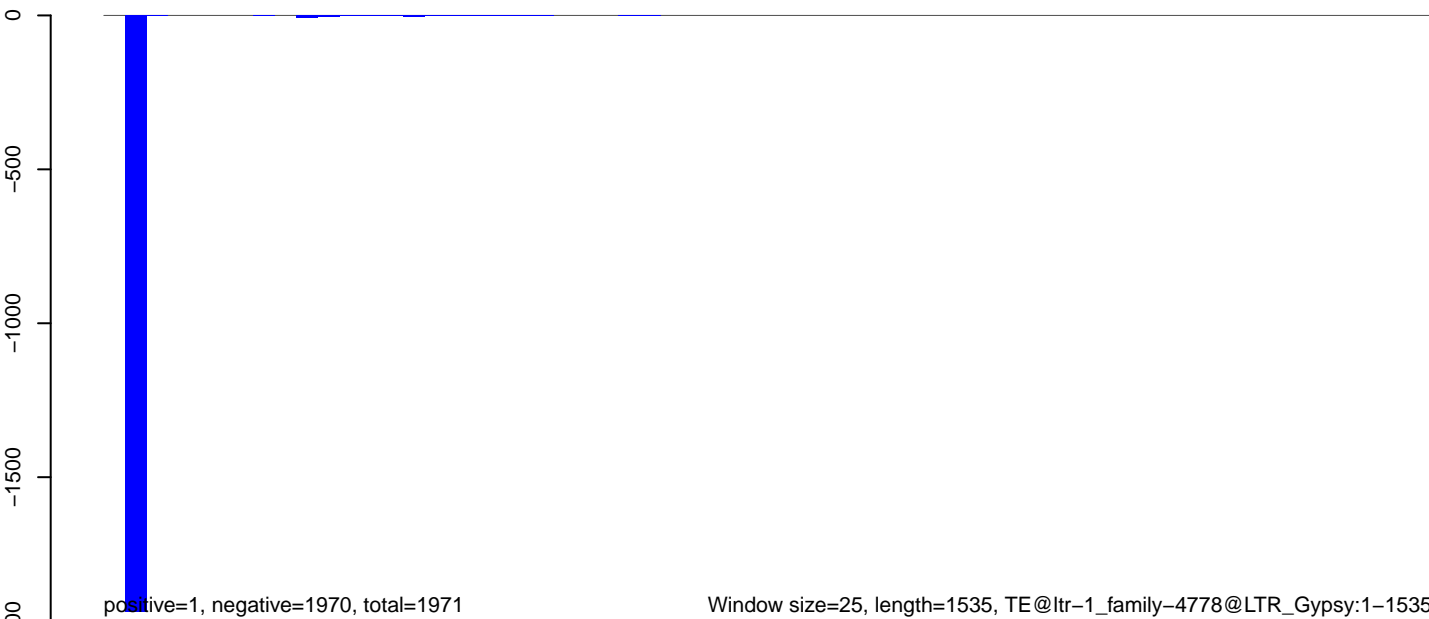 0
−500
−1000
−1500
00
positive=1, negative=1970, total=1971
Window size=25, length=1535, TE@ltr−1_family−4778@LTR_Gypsy:1−1535